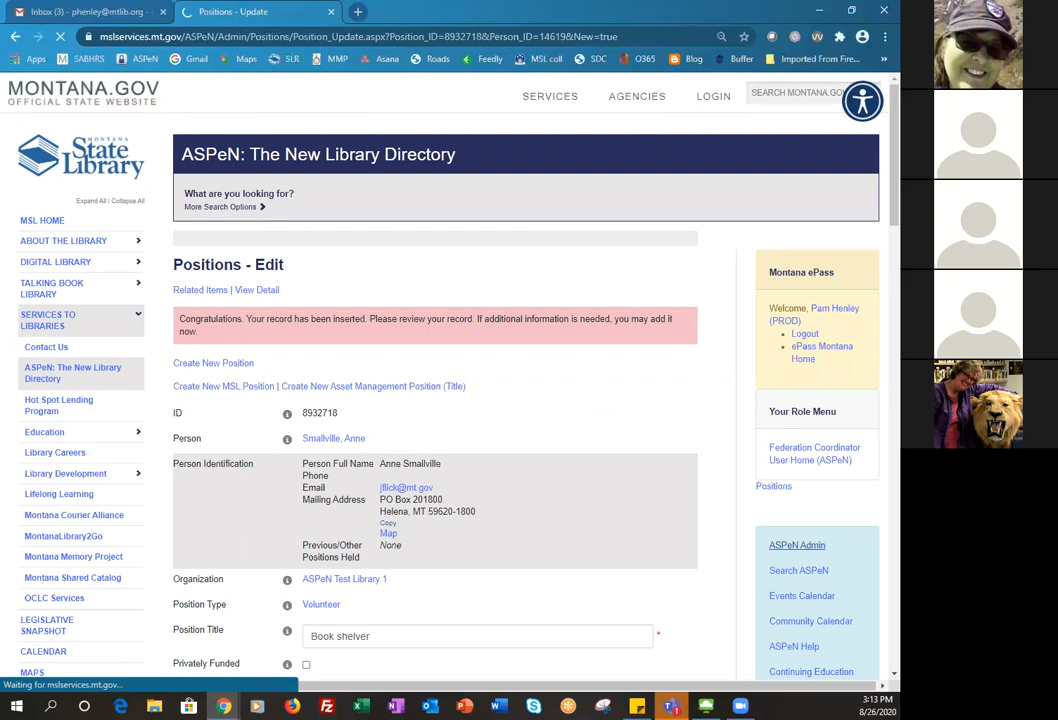 Inbox (3) - phenley@mtlib.org -
Positions - Update
mslservices.mt.gov/ASPeN/Admin/Positions/Position_Update.aspx?Position_ID=8932718&Person_ID=14619&New=true
Apps SABHRS ASPeN Gmail Maps SLR MMP Asana Roads Feedly MSL coll SDC O365 Blog Buffer Imported From Fire... »
MONTANA.GOV
OFFICIAL STATE WEBSITE
SERVICES AGENCIES LOGIN SEARCH MONTANA.GO
MONTANA
State
Library
Expand All | Collapse All
MSL HOME
ABOUT THE LIBRARY
DIGITAL LIBRARY
TALKING BOOK
LIBRARY
SERVICES TO
LIBRARIES
Contact Us
ASPeN: The New Library
Directory
Hot Spot Lending
Program
Education
Library Careers
Library Development
Lifelong Learning
Montana Courier Alliance
MontanaLibrary2Go
Montana Memory Project
Montana Shared Catalog
OCLC Services
LEGISLATIVE
SNAPSHOT
CALENDAR
MAPS
ASPeN: The New Library Directory
What are you looking for?
More Search Options
Positions - Edit
Related Items | View Detail
Congratulations. Your record has been inserted. Please review your record. If additional information is needed, you may add it
now.
Create New Position
Create New MSL Position | Create New Asset Management Position (Title)
ID 8932718
Person Smallville, Anne
Person Identification Person Full Name Anne Smallville
Phone
Email jflick@mt.gov
Mailing Address PO Box 201800
Helena, MT 59620-1800
Copy
Map
Previous/Other None
Positions Held
Organization ASPeN Test Library 1
Position Type Volunteer
Position Title Book shelver *
Privately Funded
Montana ePass
Welcome, Pam Henley
(PROD)
Logout
ePass Montana
Home
Your Role Menu
Federation Coordinator
User Home (ASPeN)
Positions
ASPeN Admin
Search ASPeN
Events Calendar
Community Calendar
ASPeN Help
Continuing Education
Waiting for mslservices.mt.gov...
3:13 PM
8/26/2020